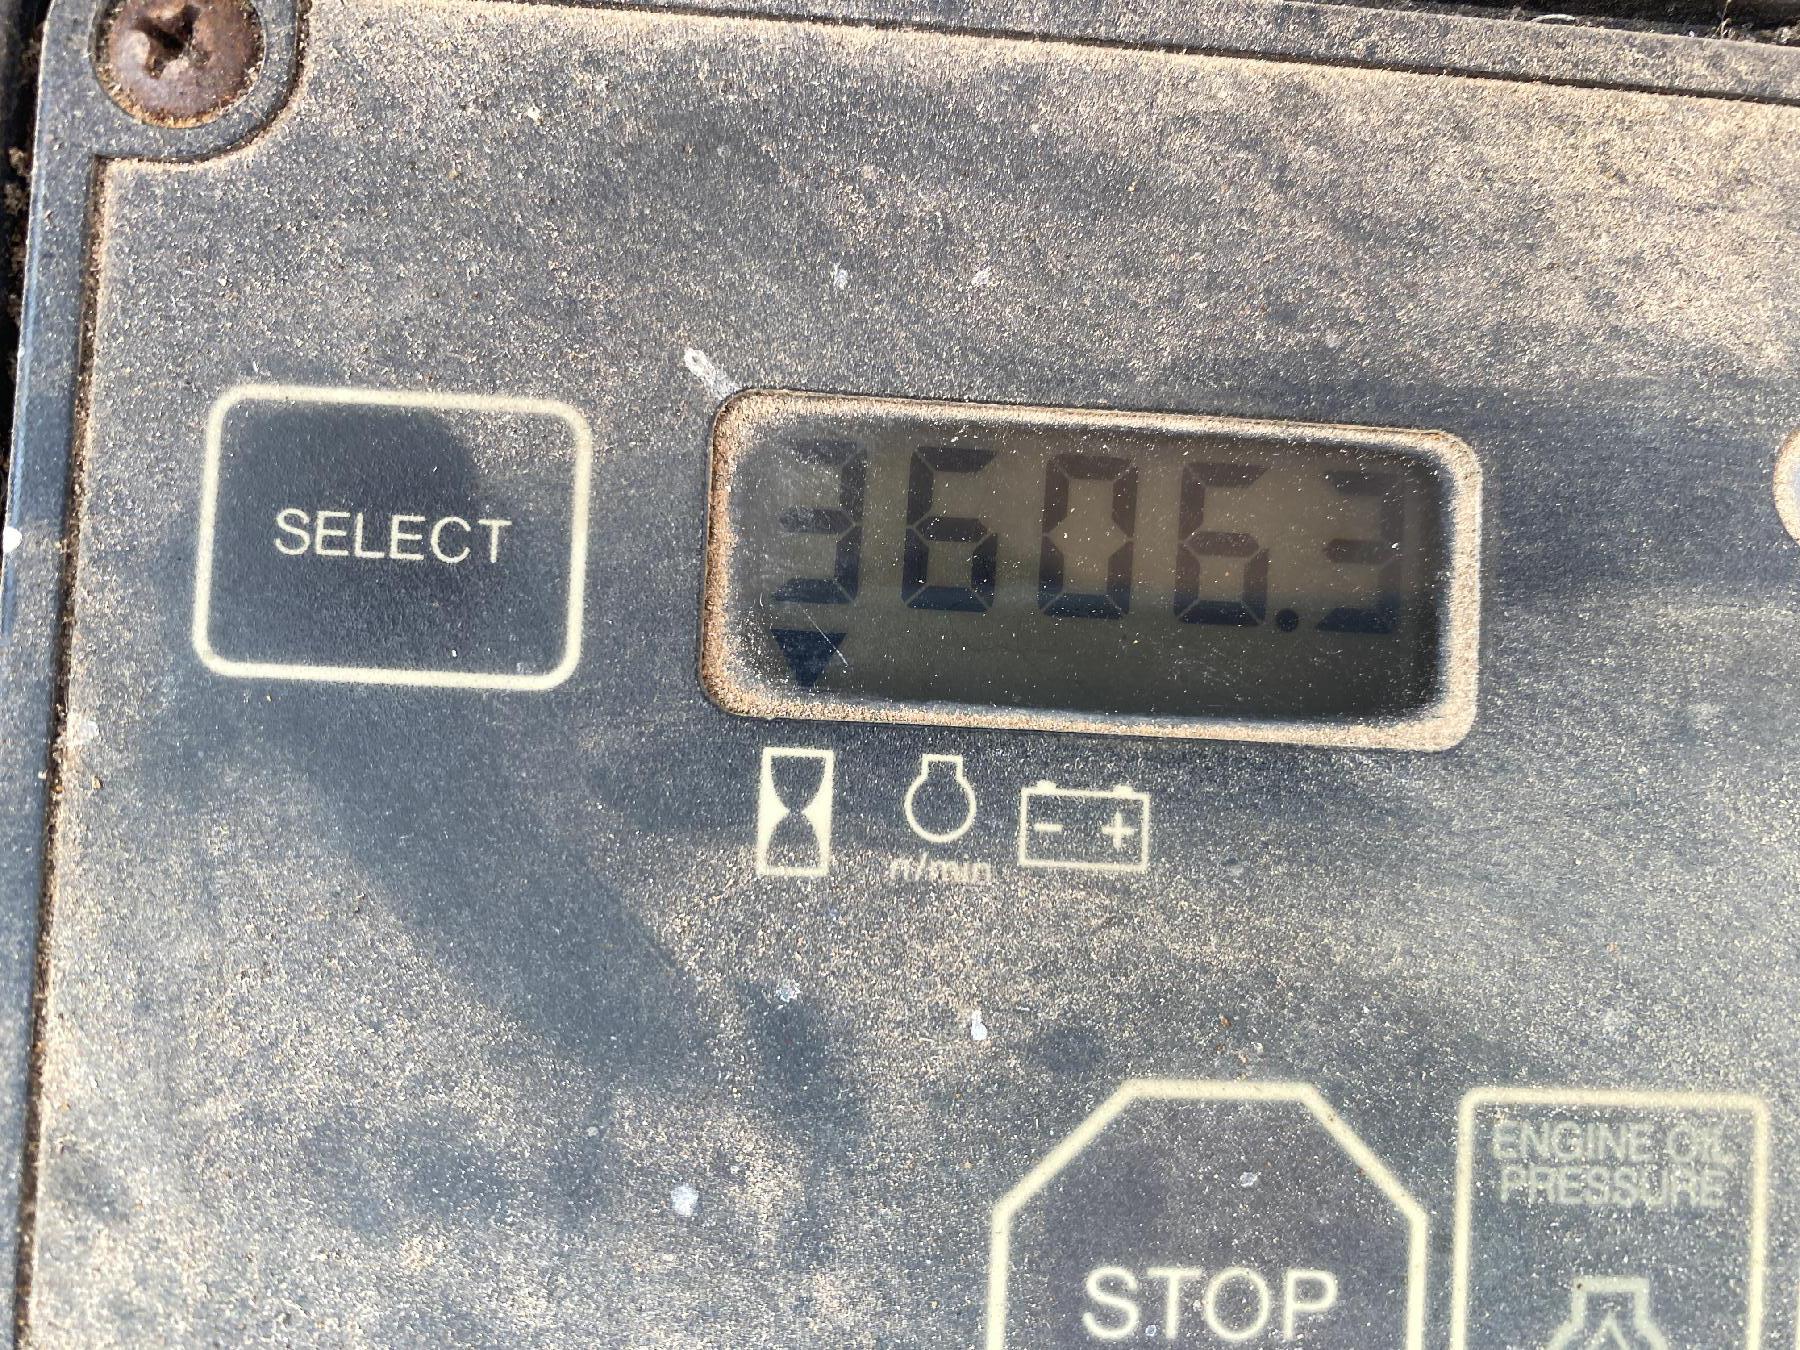 SELECT
3606.3
n/min
- +
STOP
ENGINE OIL
PRESSURE